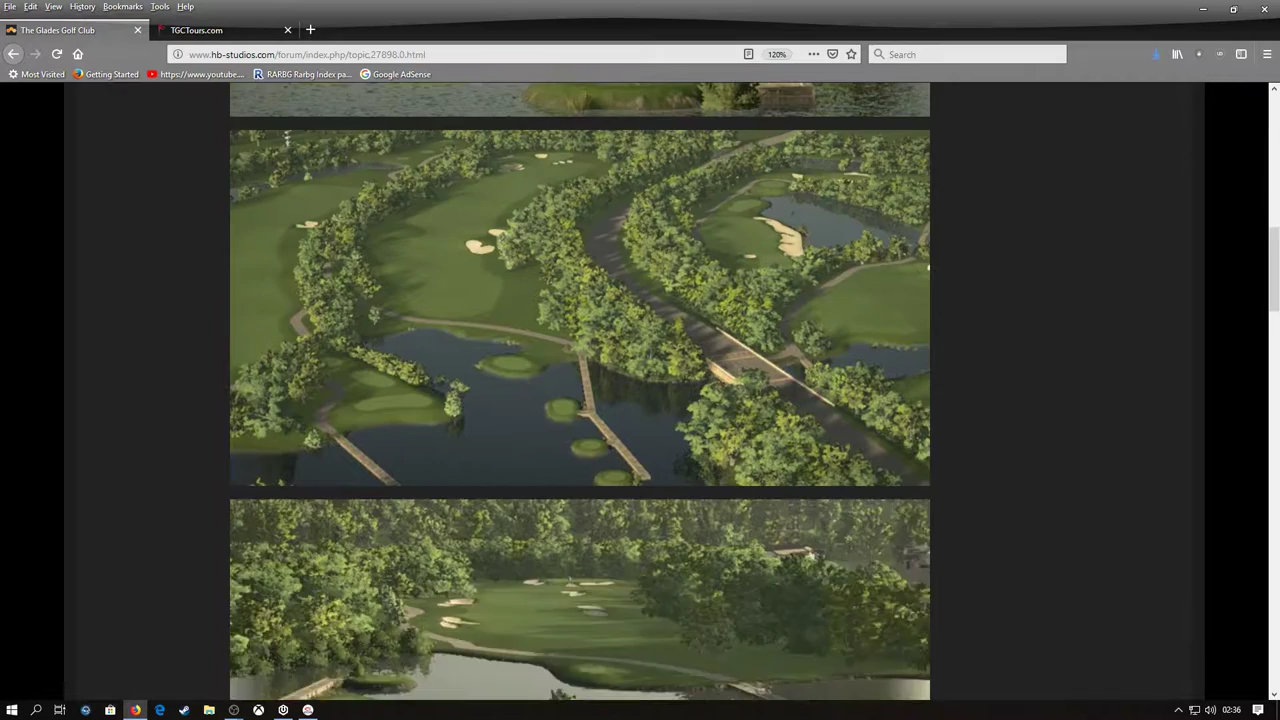 File Edit View History Bookmarks Tools Help
The Glades Golf Club TGCTours.com
www.hb-studios.com/forum/index.php/topic,27898.0.html 120% Search
Most Visited Getting Started https://www.youtube.... RARBG Rarbg Index pa... Google AdSense
02:36